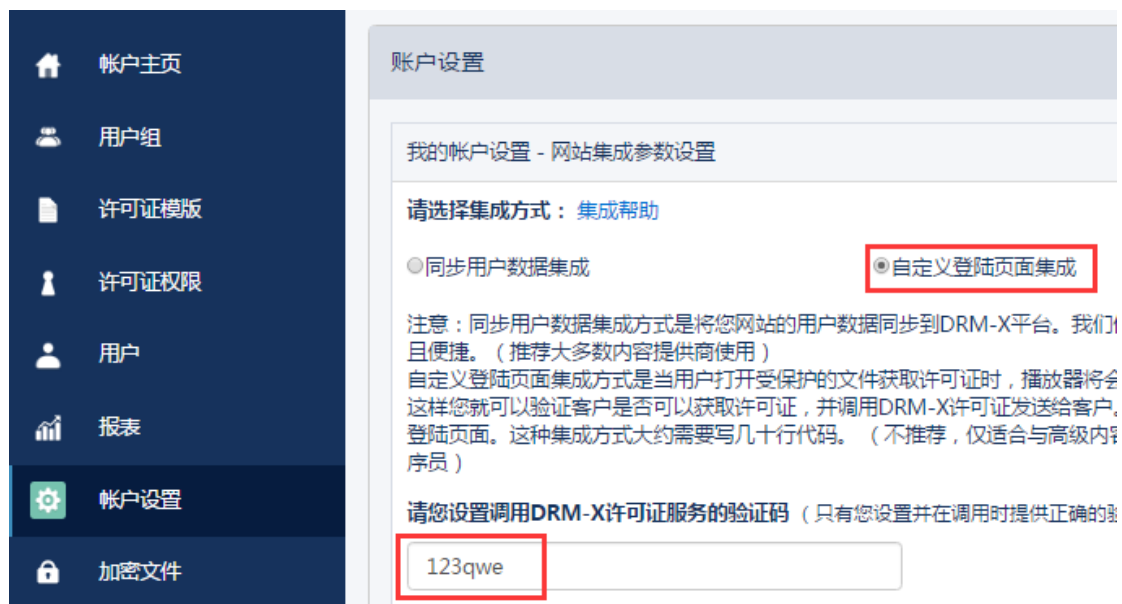 帐户主页
用户组
许可证模版
许可证权限
用户
报表
帐户设置
加密文件
账户设置
我的帐户设置 - 网站集成参数设置
请选择集成方式： 集成帮助
同步用户数据集成
自定义登陆页面集成
注意：同步用户数据集成方式是将您网站的用户数据同步到DRM-X平台。我们
且便捷。（推荐大多数内容提供商使用）
自定义登陆页面集成方式是当用户打开受保护的文件获取许可证时，播放器将会
这样您就可以验证客户是否可以获取许可证，并调用DRM-X许可证发送给客户。
登陆页面。这种集成方式大约需要写几十行代码。 （不推荐，仅适合与高级内容
序员）
请您设置调用DRM-X许可证服务的验证码（只有您设置并在调用时提供正确的验
123qwe